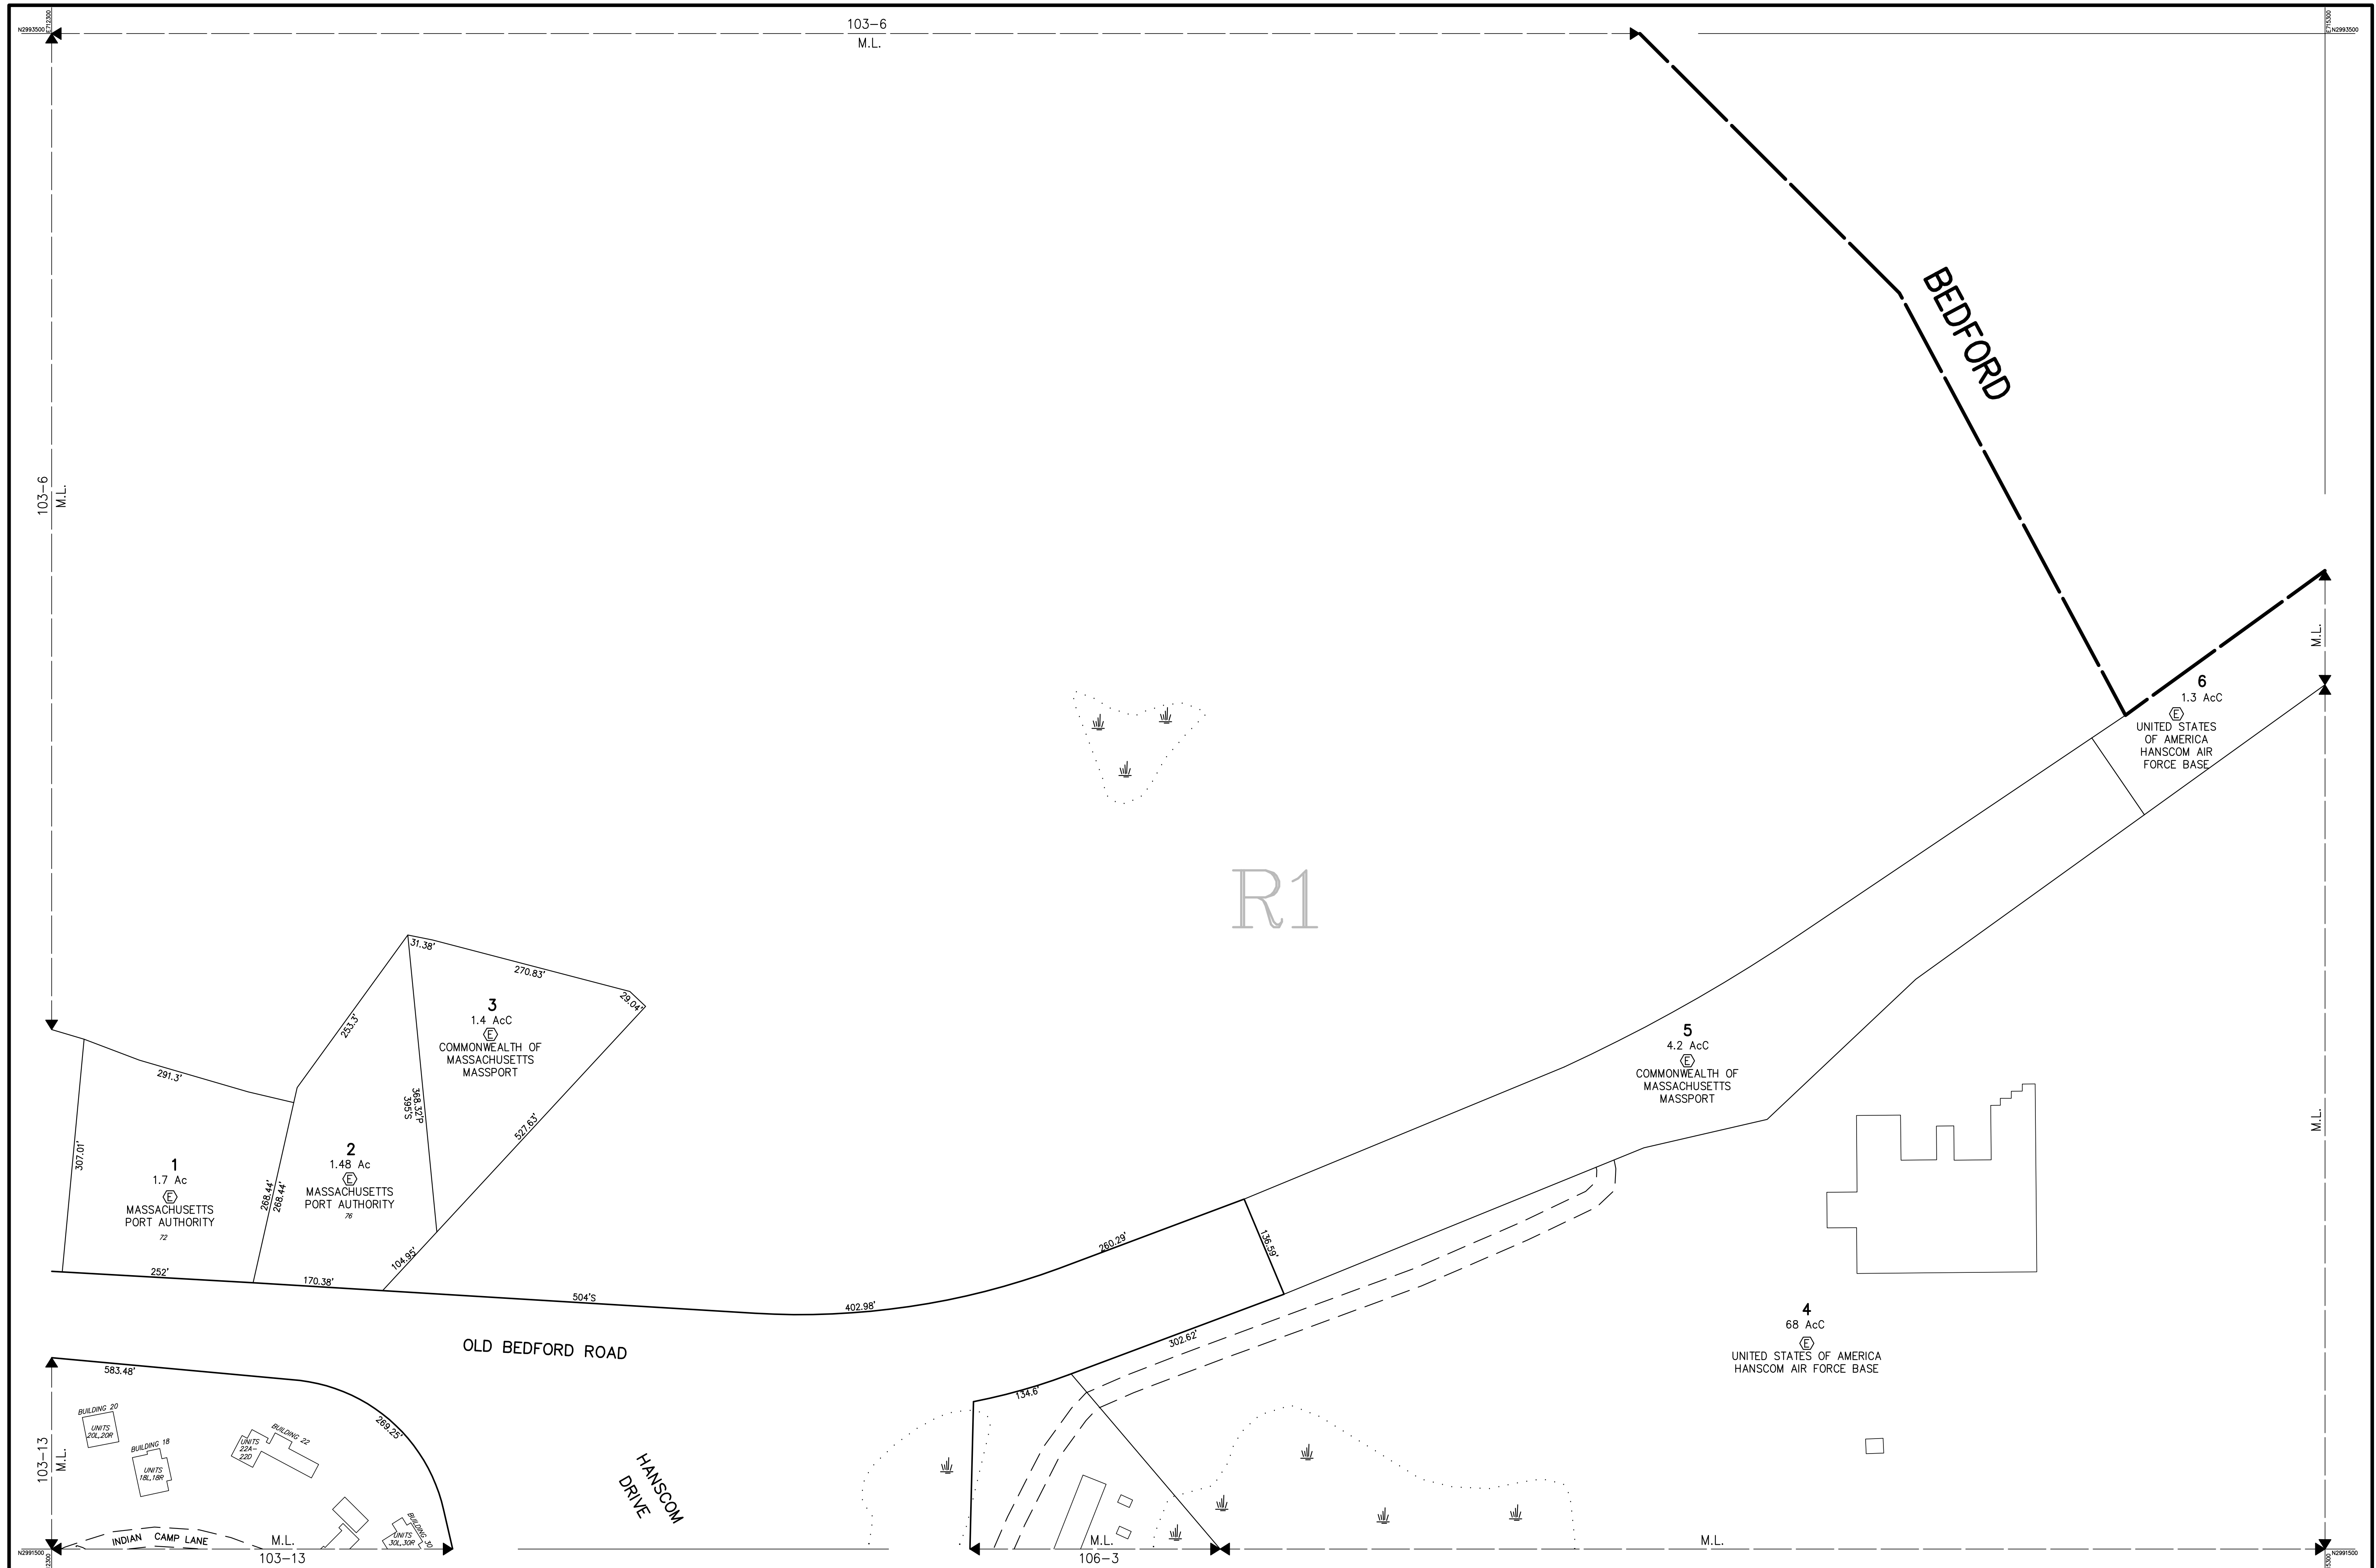 N2993500
E712300
103-6
M.L.
E715300
N2993500
BEDFORD
103-6
M.L.
M.L.
6
1.3 AcC
E
UNITED STATES
OF AMERICA
HANSCOM AIR
FORCE BASE
R1
31.38'
270.83'
29.04'
253.3'
3
1.4 AcC
E
COMMONWEALTH OF
MASSACHUSETTS
MASSPORT
368.32'P
395'S
527.63'
291.3'
307.01'
1
1.7 Ac
E
MASSACHUSETTS
PORT AUTHORITY
72
268.44'
268.44'
2
1.48 Ac
E
MASSACHUSETTS
PORT AUTHORITY
76
104.95'
5
4.2 AcC
E
COMMONWEALTH OF
MASSACHUSETTS
MASSPORT
M.L.
252'
170.38'
504'S
402.98'
260.29'
136.59'
302.62'
134.6'
4
68 AcC
E
UNITED STATES OF AMERICA
HANSCOM AIR FORCE BASE
OLD BEDFORD ROAD
583.48'
269.25'
BUILDING 20
UNITS
20L,20R
BUILDING 18
UNITS
18L,18R
BUILDING 22
UNITS
22A-
22D
BUILDING 30
UNITS
30L,30R
103-13
M.L.
HANSCOM
DRIVE
INDIAN CAMP LANE
M.L.
103-13
M.L.
106-3
M.L.
N2991500
N2991500